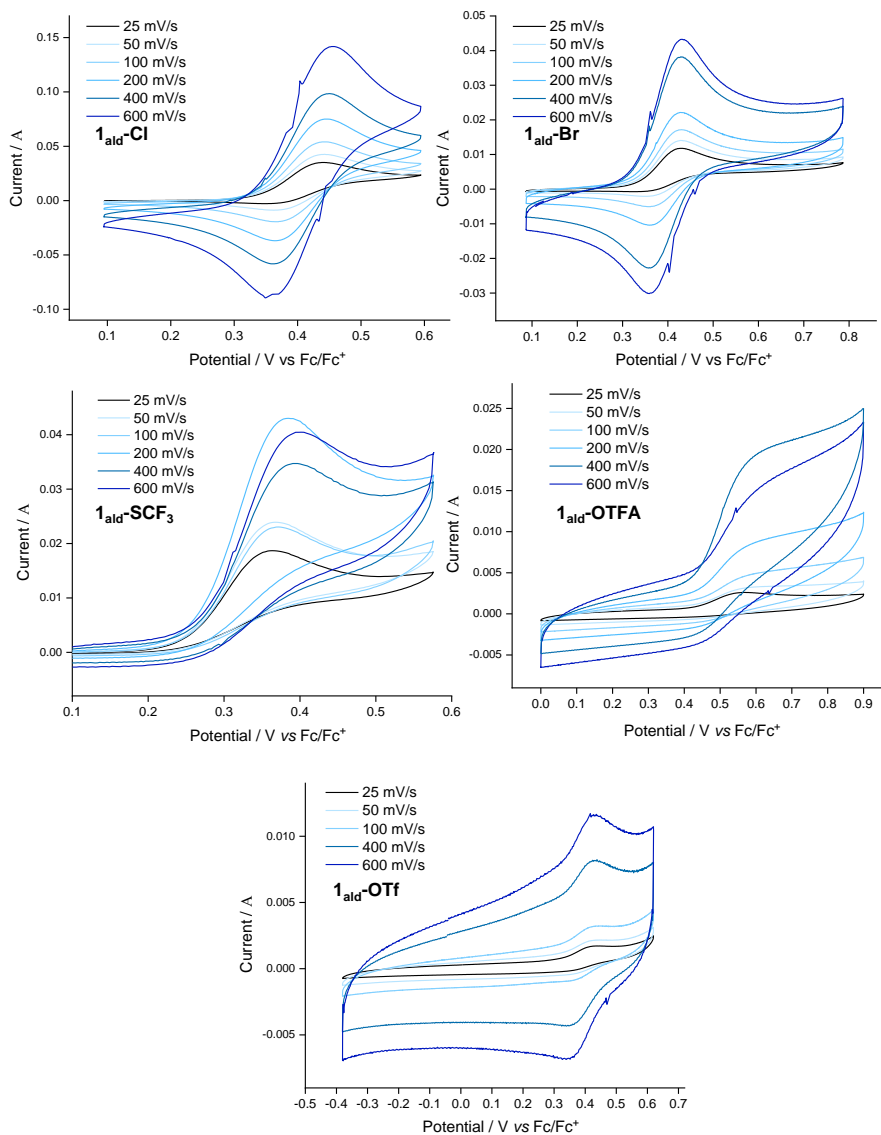 25 mV/s
50 mV/s
100 mV/s
200 mV/s
400 mV/s
600 mV/s
1ald-Cl
0.15
0.10
0.05
0.00
-0.05
-0.10
Current / A
0.1 0.2 0.3 0.4 0.5 0.6
Potential / V vs Fc/Fc+
25 mV/s
50 mV/s
100 mV/s
200 mV/s
400 mV/s
600 mV/s
1ald-Br
0.05
0.04
0.03
0.02
0.01
0.00
-0.01
-0.02
-0.03
Current / A
0.1 0.2 0.3 0.4 0.5 0.6 0.7 0.8
Potential / V vs Fc/Fc+
25 mV/s
50 mV/s
100 mV/s
200 mV/s
400 mV/s
600 mV/s
1ald-SCF3
0.04
0.02
0.00
Current / A
0.1 0.2 0.3 0.4 0.5 0.6
Potential / V vs Fc/Fc+
25 mV/s
50 mV/s
100 mV/s
200 mV/s
400 mV/s
600 mV/s
1ald-OTFA
0.025
0.020
0.015
0.010
0.005
0.000
-0.005
Current / A
0.0 0.1 0.2 0.3 0.4 0.5 0.6 0.7 0.8 0.9
Potential / V vs Fc/Fc+
25 mV/s
50 mV/s
100 mV/s
400 mV/s
600 mV/s
1ald-OTf
0.010
0.005
0.000
-0.005
Current / A
-0.5 -0.4 -0.3 -0.2 -0.1 0.0 0.1 0.2 0.3 0.4 0.5 0.6 0.7
Potential / V vs Fc/Fc+